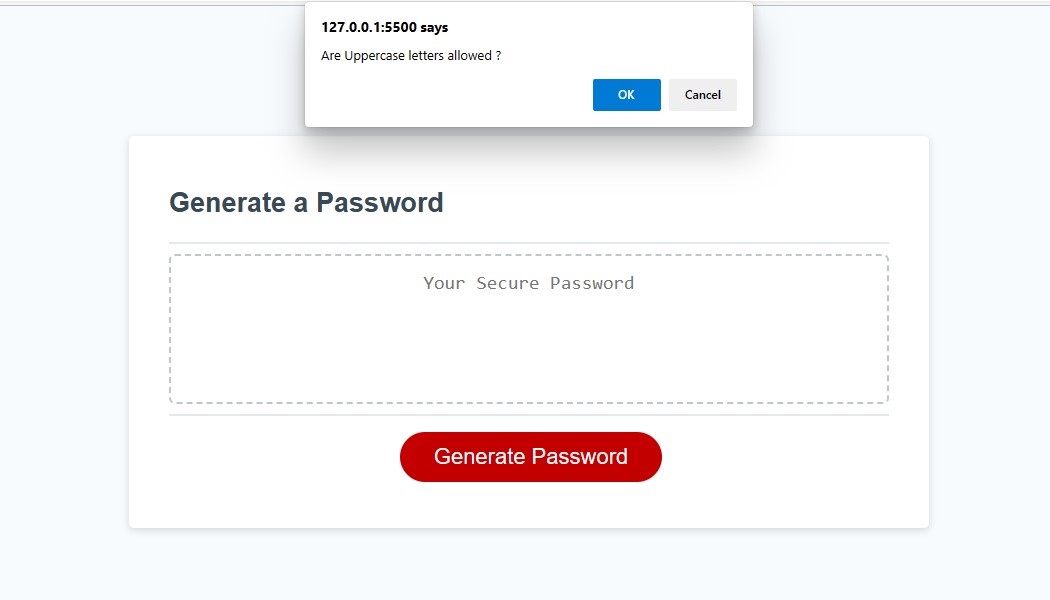 127.0.0.1:5500 says
Are Uppercase letters allowed ?
OK
Cancel
Generate a Password
Your Secure Password
Generate Password